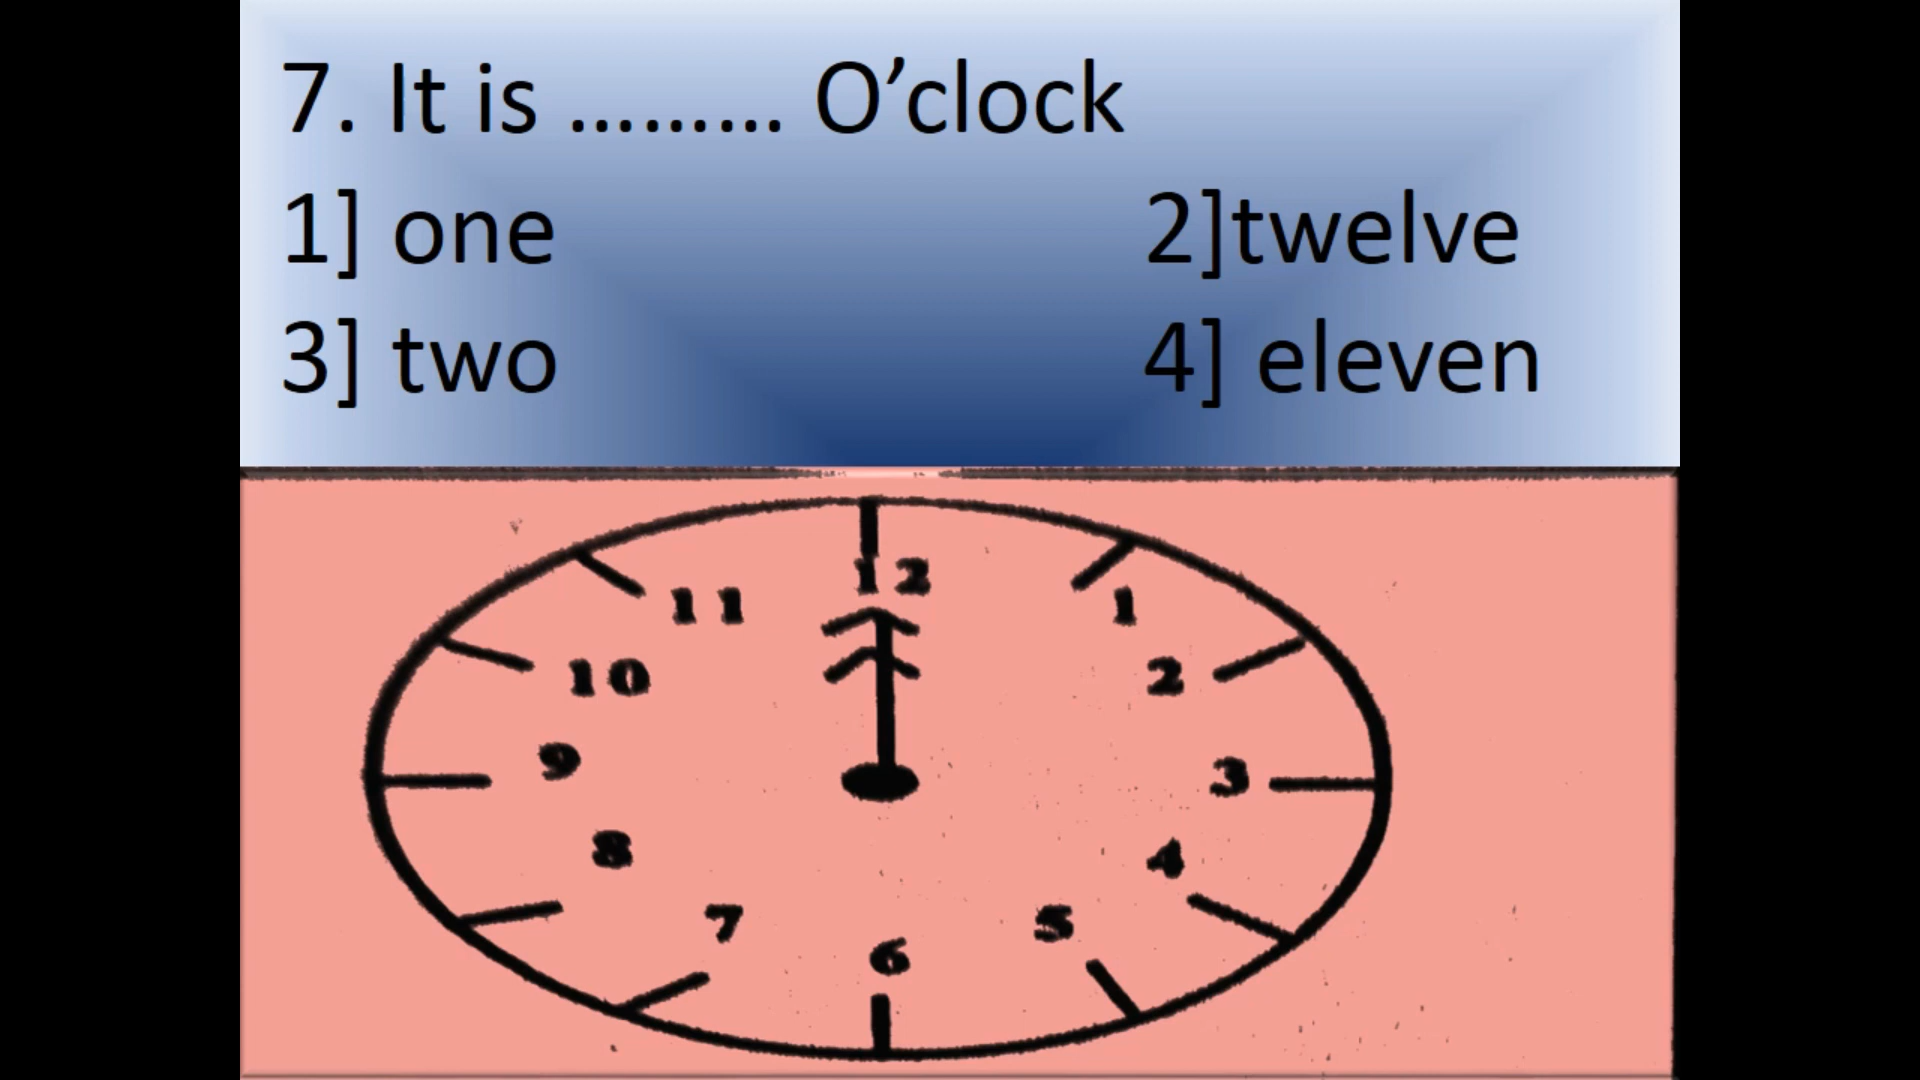 7. It is ......... O’clock
1] one 2]twelve
3] two 4] eleven
12
11 1
10 2
9 3
8 4
7 5
6